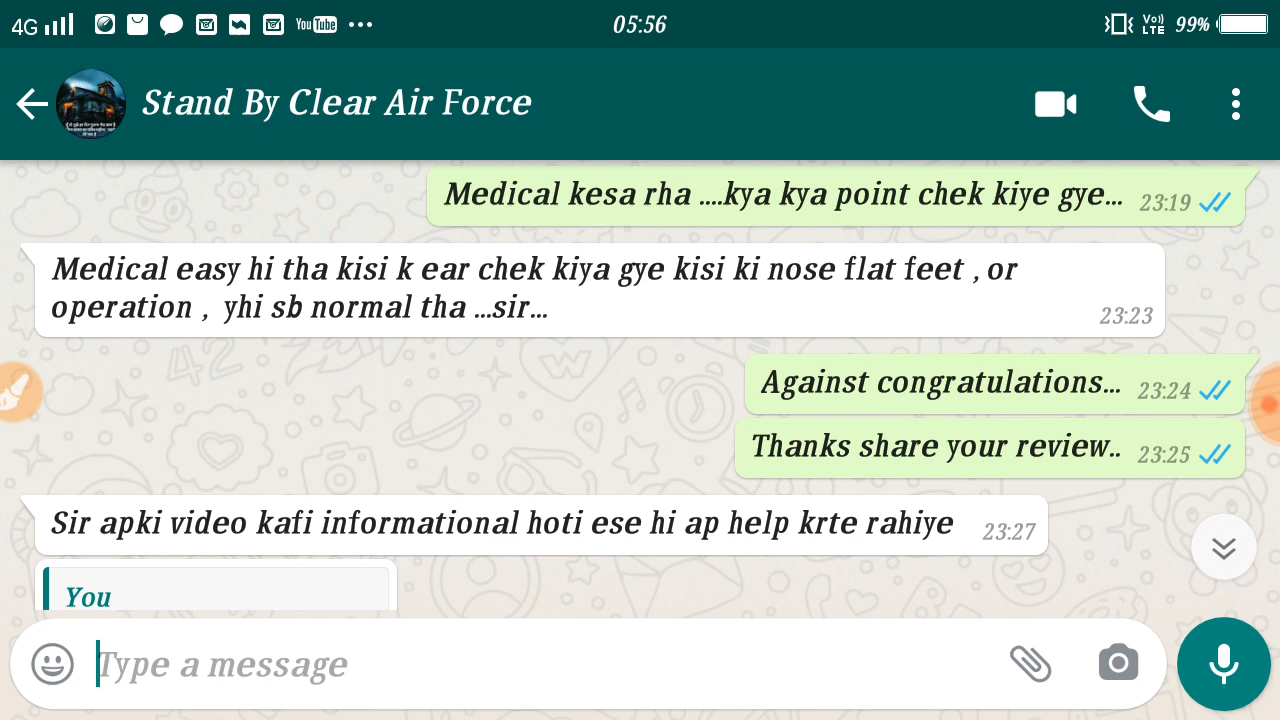 4G YouTube 05:56 Vo) LTE 99%
Stand By Clear Air Force
Medical kesa rha ....kya kya point chek kiye gye... 23:19
Medical easy hi tha kisi k ear chek kiya gye kisi ki nose flat feet , or
operation , yhi sb normal tha ...sir... 23:23
Against congratulations... 23:24
Thanks share your review.. 23:25
Sir apki video kafi informational hoti ese hi ap help krte rahiye 23:27
You
Type a message